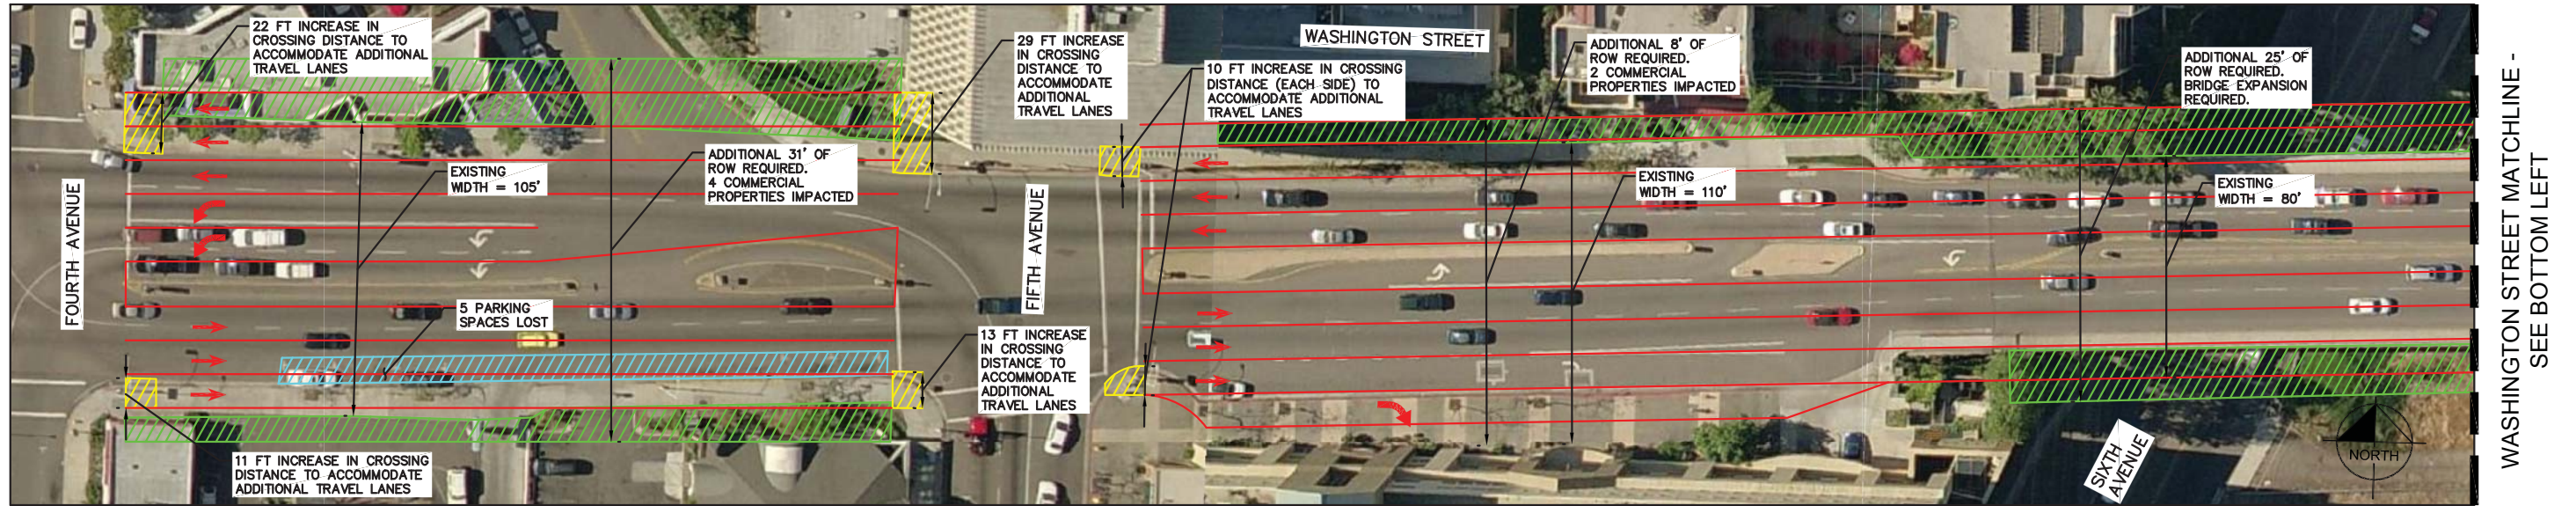 22 FT INCREASE IN
CROSSING DISTANCE TO
ACCOMMODATE ADDITIONAL
TRAVEL LANES
29 FT INCREASE
IN CROSSING
DISTANCE TO
ACCOMMODATE
ADDITIONAL
TRAVEL LANES
WASHINGTON STREET
10 FT INCREASE IN CROSSING
DISTANCE (EACH SIDE) TO
ACCOMMODATE ADDITIONAL
TRAVEL LANES
ADDITIONAL 8' OF
ROW REQUIRED.
2 COMMERCIAL
PROPERTIES IMPACTED
ADDITIONAL 25' OF
ROW REQUIRED.
BRIDGE EXPANSION
REQUIRED.
EXISTING
WIDTH = 105'
ADDITIONAL 31' OF
ROW REQUIRED.
4 COMMERCIAL
PROPERTIES IMPACTED
EXISTING
WIDTH = 110'
EXISTING
WIDTH = 80'
FOURTH AVENUE
FIFTH AVENUE
5 PARKING
SPACES LOST
13 FT INCREASE
IN CROSSING
DISTANCE TO
ACCOMMODATE
ADDITIONAL
TRAVEL LANES
11 FT INCREASE IN CROSSING
DISTANCE TO ACCOMMODATE
ADDITIONAL TRAVEL LANES
SIXTH
AVENUE
NORTH
WASHINGTON STREET MATCHLINE -
SEE BOTTOM LEFT